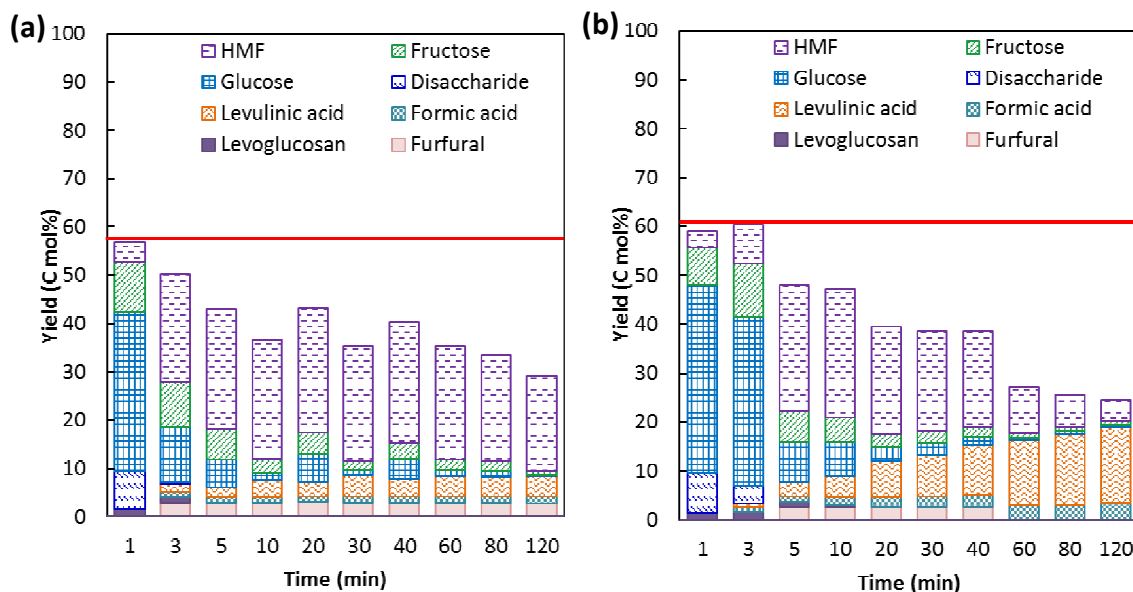 (a)
100
90
80
70
60
50
40
30
20
10
0
Yield (C mol%)
HMF Fructose
Glucose Disaccharide
Levulinic acid Formic acid
Levoglucosan Furfural
1 3 5 10 20 30 40 60 80 120
Time (min)
(b)
100
90
80
70
60
50
40
30
20
10
0
Yield (C mol%)
HMF Fructose
Glucose Disaccharide
Levulinic acid Formic acid
Levoglucosan Furfural
1 3 5 10 20 30 40 60 80 120
Time (min)